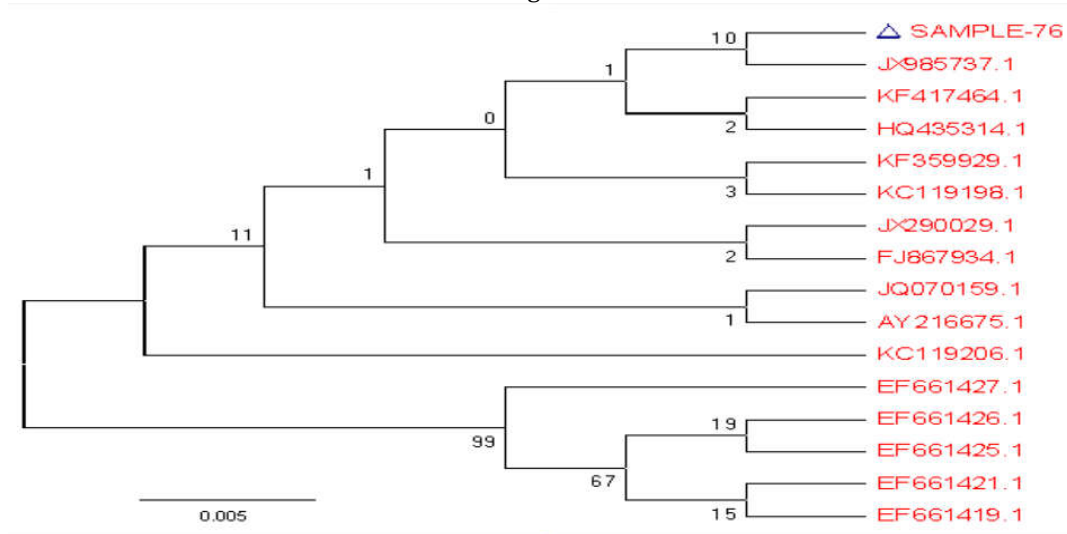 10 SAMPLE-76
1 JX985737.1
KF417464.1
0 2 HQ435314.1
KF359929.1
1 3 KC119198.1
JX290029.1
11 2 FJ867934.1
JQ070159.1
1 AY216675.1
KC119206.1
EF661427.1
19 EF661426.1
99 EF661425.1
67 EF661421.1
15 EF661419.1
0.005